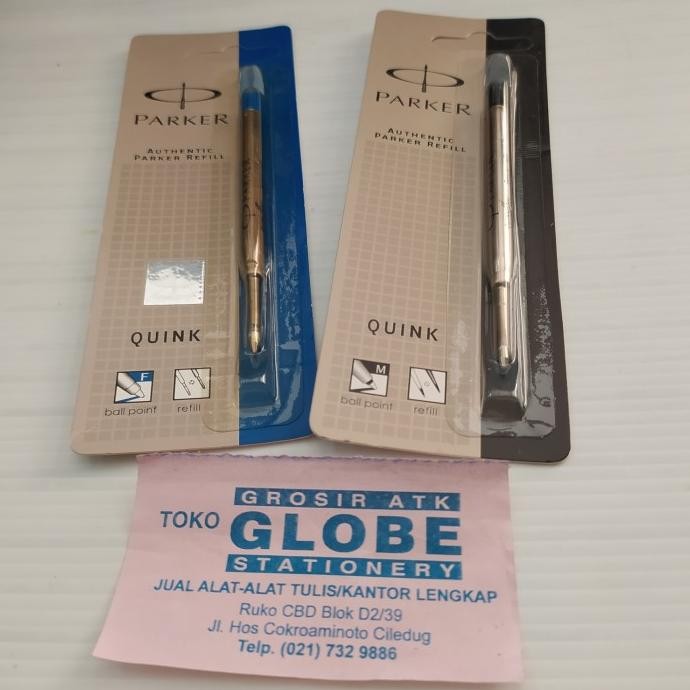 PARKER
AUTHENTIC
PARKER REFILL
QUINK
F
ball point
refill
PARKER
AUTHENTIC
PARKER REFILL
QUINK
M
ball point
refill
GROSIR ATK
TOKO GLOBE
STATIONERY
JUAL ALAT-ALAT TULIS/KANTOR LENGKAP
Ruko CBD Blok D2/39
Jl. Hos Cokroaminoto Ciledug
Telp. (021) 732 9886